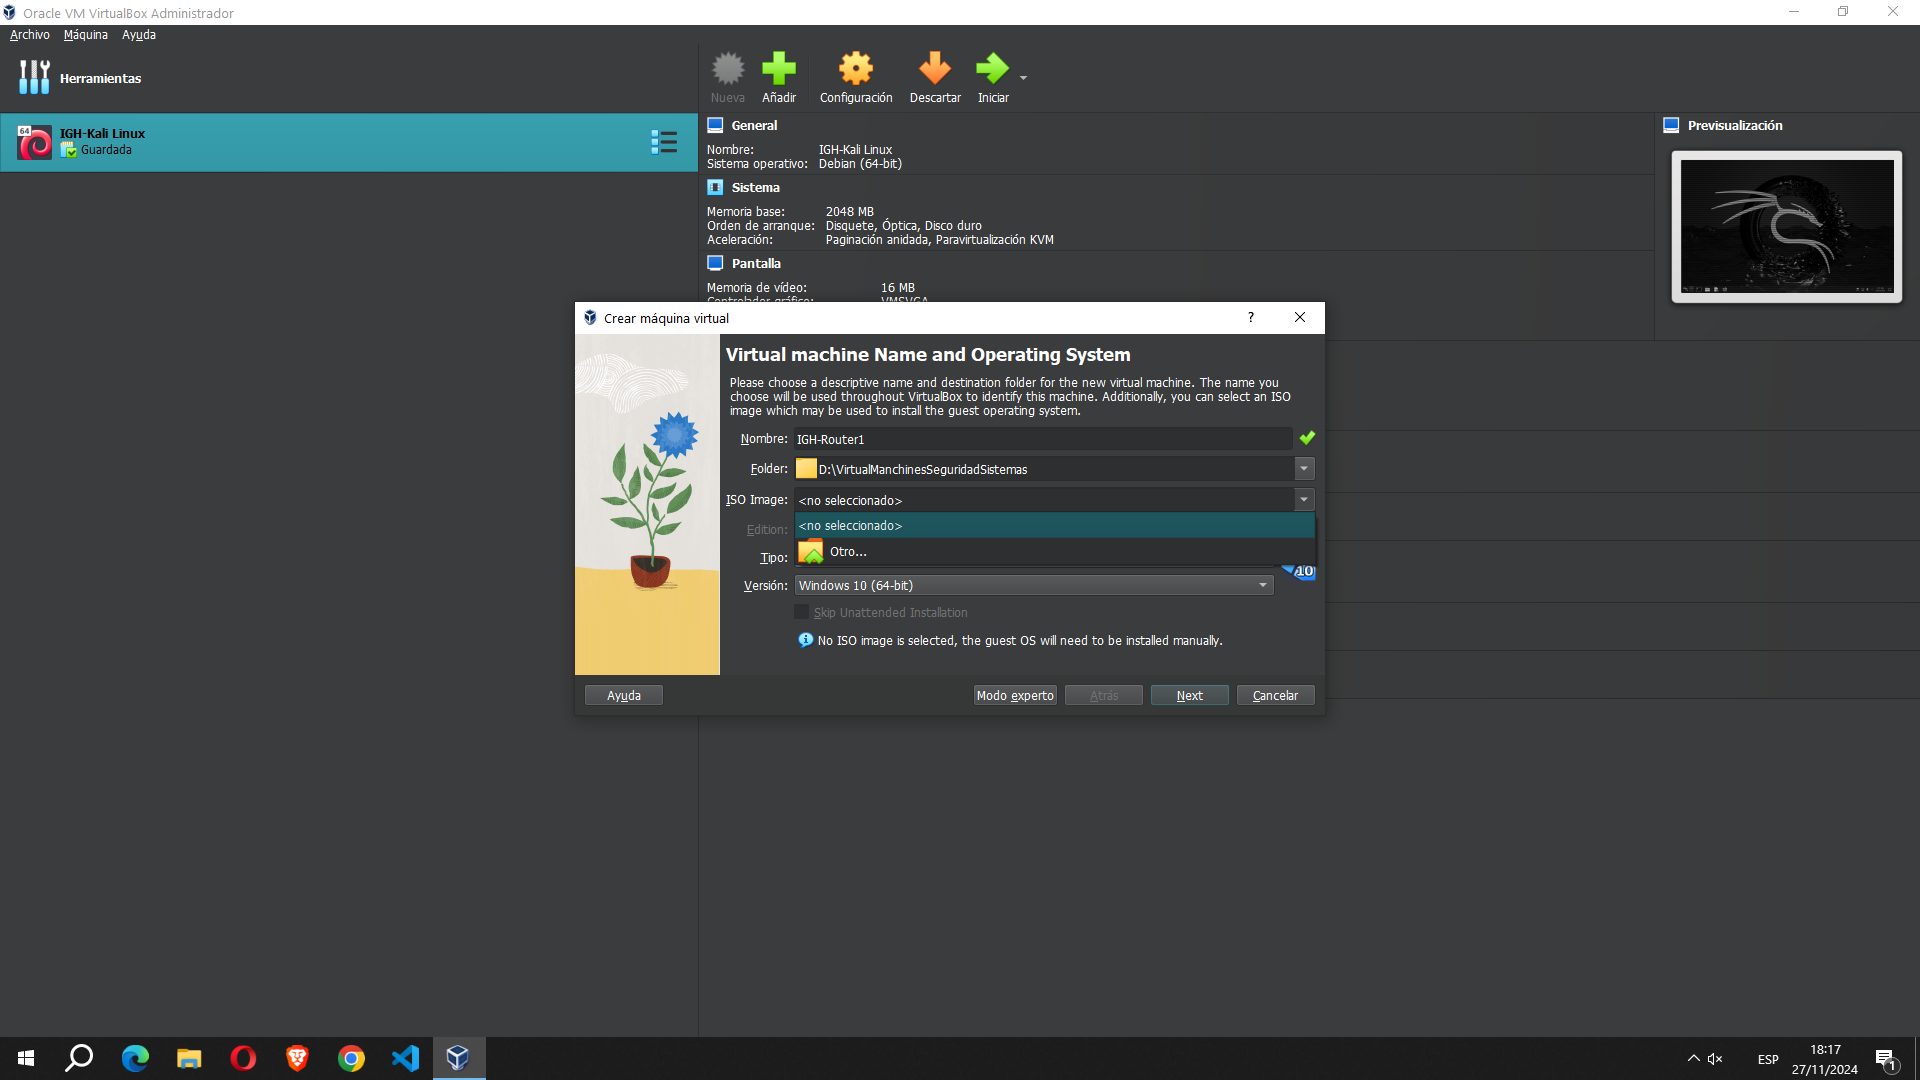 Oracle VM VirtualBox Administrador
Archivo Máquina Ayuda
Herramientas
Nueva Añadir Configuración Descartar Iniciar
64
IGH-Kali Linux
Guardada
General
Nombre: IGH-Kali Linux
Sistema operativo: Debian (64-bit)
Sistema
Memoria base: 2048 MB
Orden de arranque: Disquete, Óptica, Disco duro
Aceleración: Paginación anidada, Paravirtualización KVM
Pantalla
Memoria de vídeo: 16 MB
Controlador gráfico: VMSVGA
Previsualización
Crear máquina virtual ?
Virtual machine Name and Operating System
Please choose a descriptive name and destination folder for the new virtual machine. The name you
choose will be used throughout VirtualBox to identify this machine. Additionally, you can select an ISO
image which may be used to install the guest operating system.
Nombre: IGH-Router1
Folder: D:\VirtualManchinesSeguridadSistemas
ISO Image: <no seleccionado>
<no seleccionado>
Edition:
Otro...
Tipo:
10
Versión: Windows 10 (64-bit)
Skip Unattended Installation
No ISO image is selected, the guest OS will need to be installed manually.
Ayuda Modo experto Atrás Next Cancelar
ESP
18:17
27/11/2024
1